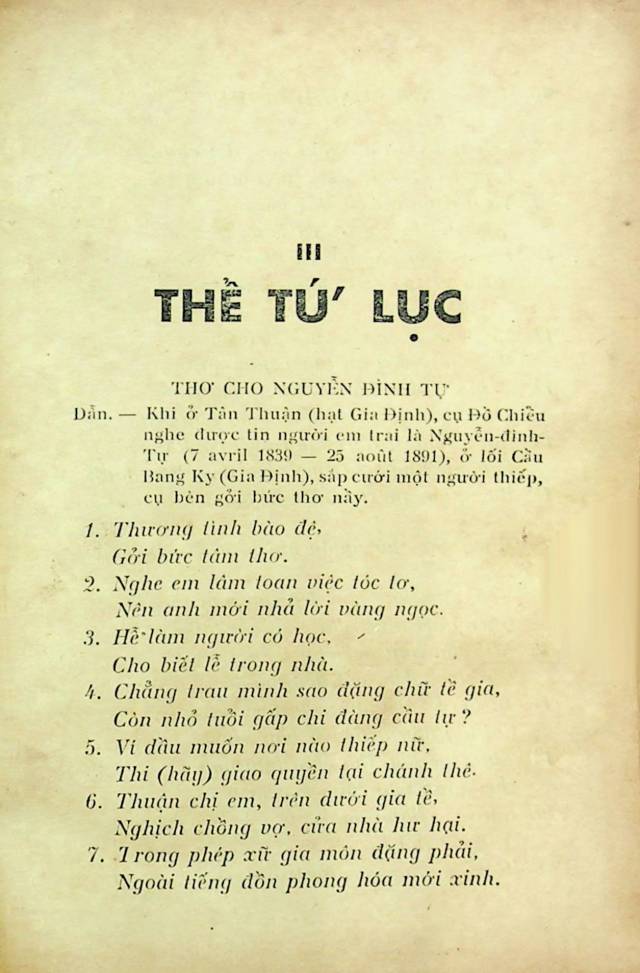 III
THỂ TỨ LỤC
THƠ CHO NGUYỄN ĐÌNH TỰ
Dẫn. — Khi ở Tân Thuận (hạt Gia Định), cụ Đồ Chiểu
nghe được tin người em trai là Nguyễn-đình-
Tự (7 avril 1839 — 25 août 1891), ở lối Cầu
Bang Ky (Gia Định), sắp cưới một người thiếp,
cụ bèn gởi bức thơ nầy.
1. Thương tình bào đệ,
Gởi bức tâm thơ.
2. Nghe em lâm toan việc tóc tơ,
Nên anh mới nhả lời vàng ngọc.
3. Hễ làm người có học,
Cho biết lễ trong nhà.
4. Chẳng trau mình sao đặng chữ tề gia,
Còn nhỏ tuổi gấp chi đàng cầu tự ?
5. Ví dầu muốn nơi nào thiếp nữ,
Thì (hãy) giao quyền tại chánh thê.
6. Thuận chị em, trên dưới gia tề,
Nghịch chồng vợ, cửa nhà hư hại.
7. Trong phép xữ gia môn đặng phải,
Ngoài tiếng đồn phong hóa mới xinh.